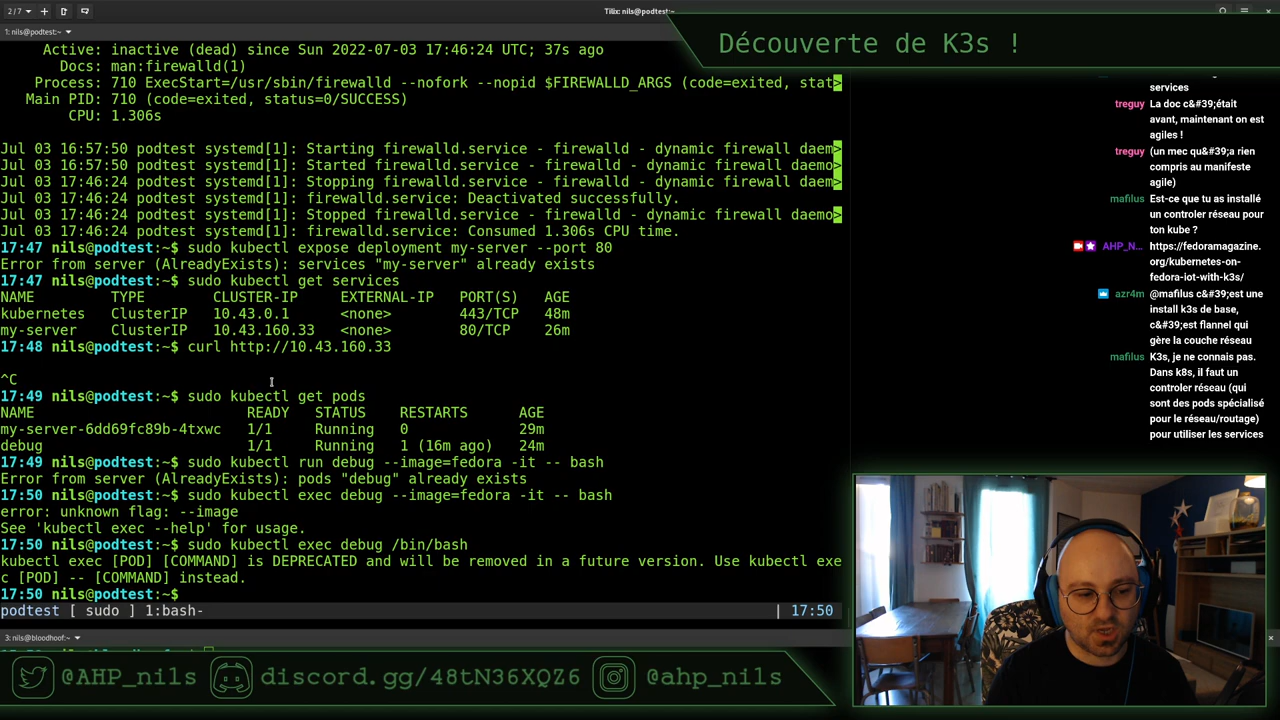 2/7
Tilix: nils@podtest:~
1: nils@podtest:~
Découverte de K3s !
Active: inactive (dead) since Sun 2022-07-03 17:46:24 UTC; 37s ago
Docs: man:firewalld(1)
Process: 710 ExecStart=/usr/sbin/firewalld --nofork --nopid $FIREWALLD_ARGS (code=exited, stat>
Main PID: 710 (code=exited, status=0/SUCCESS)
CPU: 1.306s
Jul 03 16:57:50 podtest systemd[1]: Starting firewalld.service - firewalld - dynamic firewall daem>
Jul 03 16:57:50 podtest systemd[1]: Started firewalld.service - firewalld - dynamic firewall daemo>
Jul 03 17:46:24 podtest systemd[1]: Stopping firewalld.service - firewalld - dynamic firewall daem>
Jul 03 17:46:24 podtest systemd[1]: firewalld.service: Deactivated successfully.
Jul 03 17:46:24 podtest systemd[1]: Stopped firewalld.service - firewalld - dynamic firewall daemo>
Jul 03 17:46:24 podtest systemd[1]: firewalld.service: Consumed 1.306s CPU time.
17:47 nils@podtest:~$ sudo kubectl expose deployment my-server --port 80
Error from server (AlreadyExists): services "my-server" already exists
17:47 nils@podtest:~$ sudo kubectl get services
NAME TYPE CLUSTER-IP EXTERNAL-IP PORT(S) AGE
kubernetes ClusterIP 10.43.0.1 <none> 443/TCP 48m
my-server ClusterIP 10.43.160.33 <none> 80/TCP 26m
17:48 nils@podtest:~$ curl http://10.43.160.33
^C
17:49 nils@podtest:~$ sudo kubectl get pods
NAME READY STATUS RESTARTS AGE
my-server-6dd69fc89b-4txwc 1/1 Running 0 29m
debug 1/1 Running 1 (16m ago) 24m
17:49 nils@podtest:~$ sudo kubectl run debug --image=fedora -it -- bash
Error from server (AlreadyExists): pods "debug" already exists
17:50 nils@podtest:~$ sudo kubectl exec debug --image=fedora -it -- bash
error: unknown flag: --image
See 'kubectl exec --help' for usage.
17:50 nils@podtest:~$ sudo kubectl exec debug /bin/bash
kubectl exec [POD] [COMMAND] is DEPRECATED and will be removed in a future version. Use kubectl exe
c [POD] -- [COMMAND] instead.
17:50 nils@podtest:~$
podtest [ sudo ] 1:bash- | 17:50
3: nils@bloodhoof:~
services
treguy La doc c&#39;était
avant, maintenant on est
agiles !
treguy (un mec qu&#39;a rien
compris au manifeste
agile)
mafilus Est-ce que tu as installé
un controler réseau pour
ton kube ?
AHP_N... https://fedoramagazine.
org/kubernetes-on-
fedora-iot-with-k3s/
azr4m @mafilus c&#39;est une
install k3s de base,
c&#39;est flannel qui
gère la couche réseau
mafilus K3s, je ne connais pas.
Dans k8s, il faut un
controler réseau (qui
sont des pods spécialisé
pour le réseau/routage)
pour utiliser les services
@AHP_nils discord.gg/48tN36XQZ6 @ahp_nils